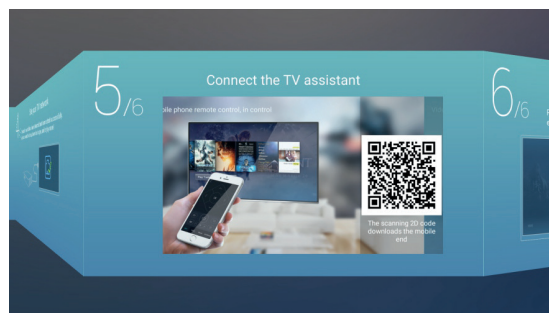 5/6
Connect the TV assistant
ile phone remote control, in control
The scanning 2D code
downloads the mobile
end
6/6